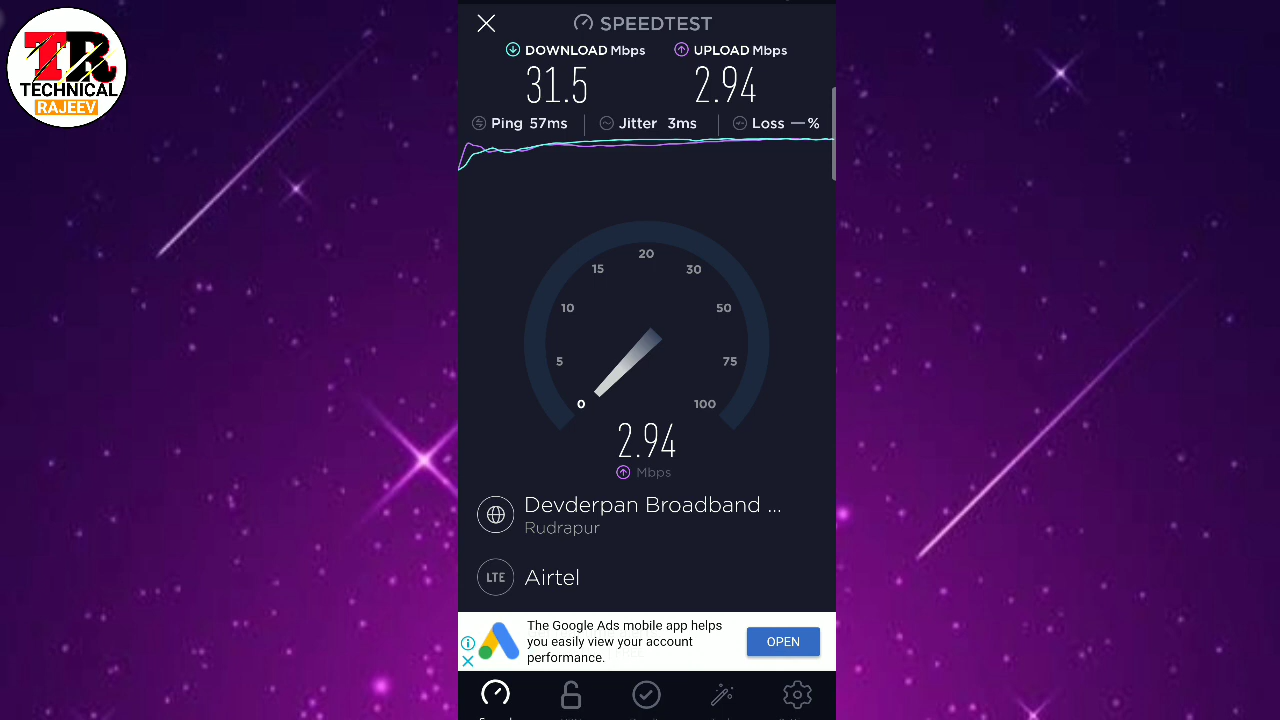 TR
TECHNICAL
RAJEEV
SPEEDTEST
DOWNLOAD Mbps
UPLOAD Mbps
31.5
2.94
Ping 57ms
Jitter 3ms
Loss — %
20
15
30
10
50
5
75
0
100
2.94
Mbps
Devderpan Broadband ...
Rudrapur
LTE
Airtel
The Google Ads mobile app helps
you easily view your account
performance.
OPEN